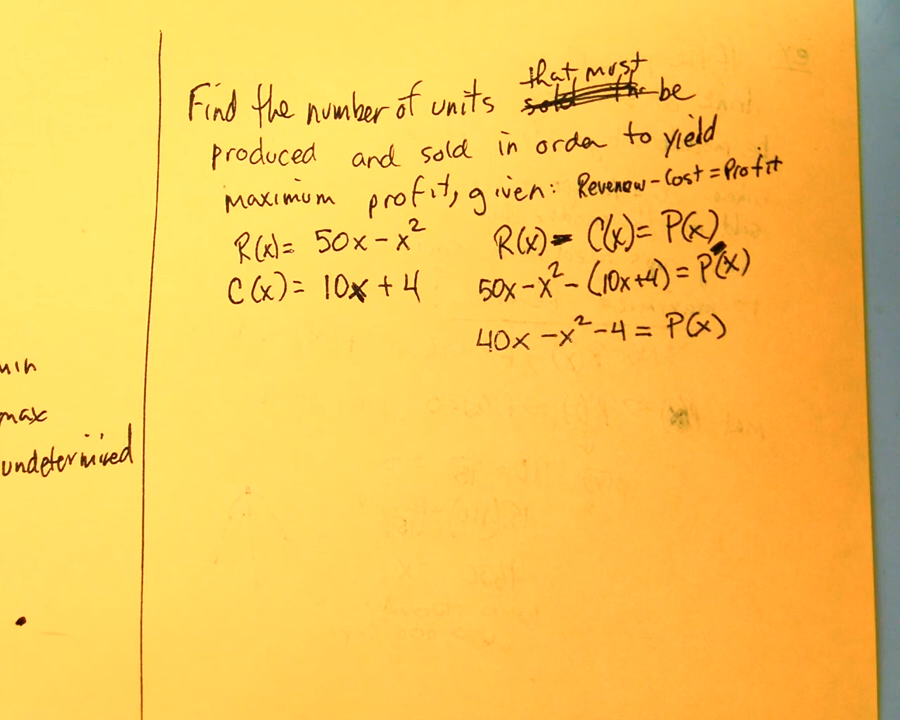 Find the number of units that must be
produced and sold in order to yield
maximum profit, given: Revenew - Cost = Profit
R(x) = 50x - x² R(x) - C(x) = P(x)
C(x) = 10x + 4 50x - x² - (10x+4) = P(x)
40x - x² - 4 = P(x)
min
max
undetermined